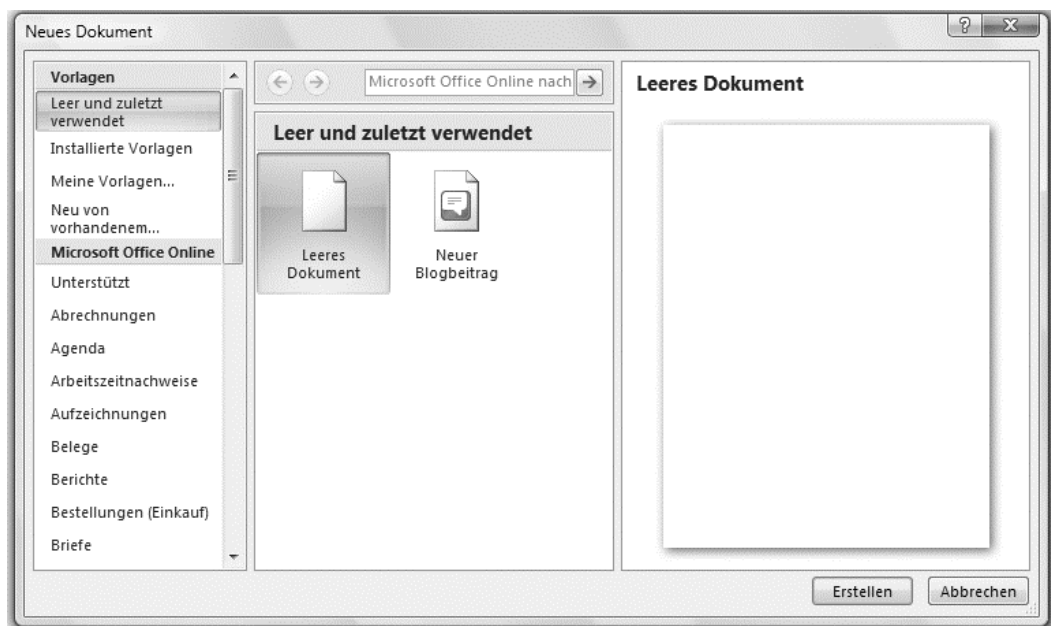 Neues Dokument
Vorlagen
Leer und zuletzt
verwendet
Installierte Vorlagen
Meine Vorlagen...
Neu von
vorhandenem...
Microsoft Office Online
Unterstützt
Abrechnungen
Agenda
Arbeitszeitnachweise
Aufzeichnungen
Belege
Berichte
Bestellungen (Einkauf)
Briefe
Microsoft Office Online nach
Leer und zuletzt verwendet
Leeres
Dokument
Neuer
Blogbeitrag
Leeres Dokument
Erstellen
Abbrechen